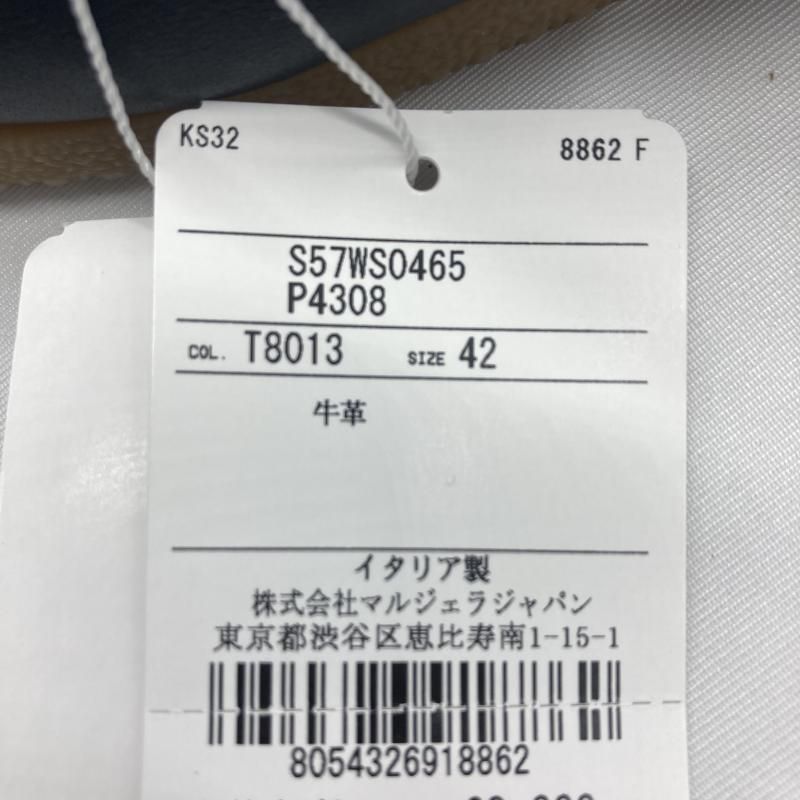 KS32
8862 F
S57WS0465
P4308
COL. T8013 SIZE 42
牛革
イタリア製
株式会社マルジェラジャパン
東京都渋谷区恵比寿南1-15-1
8054326918862